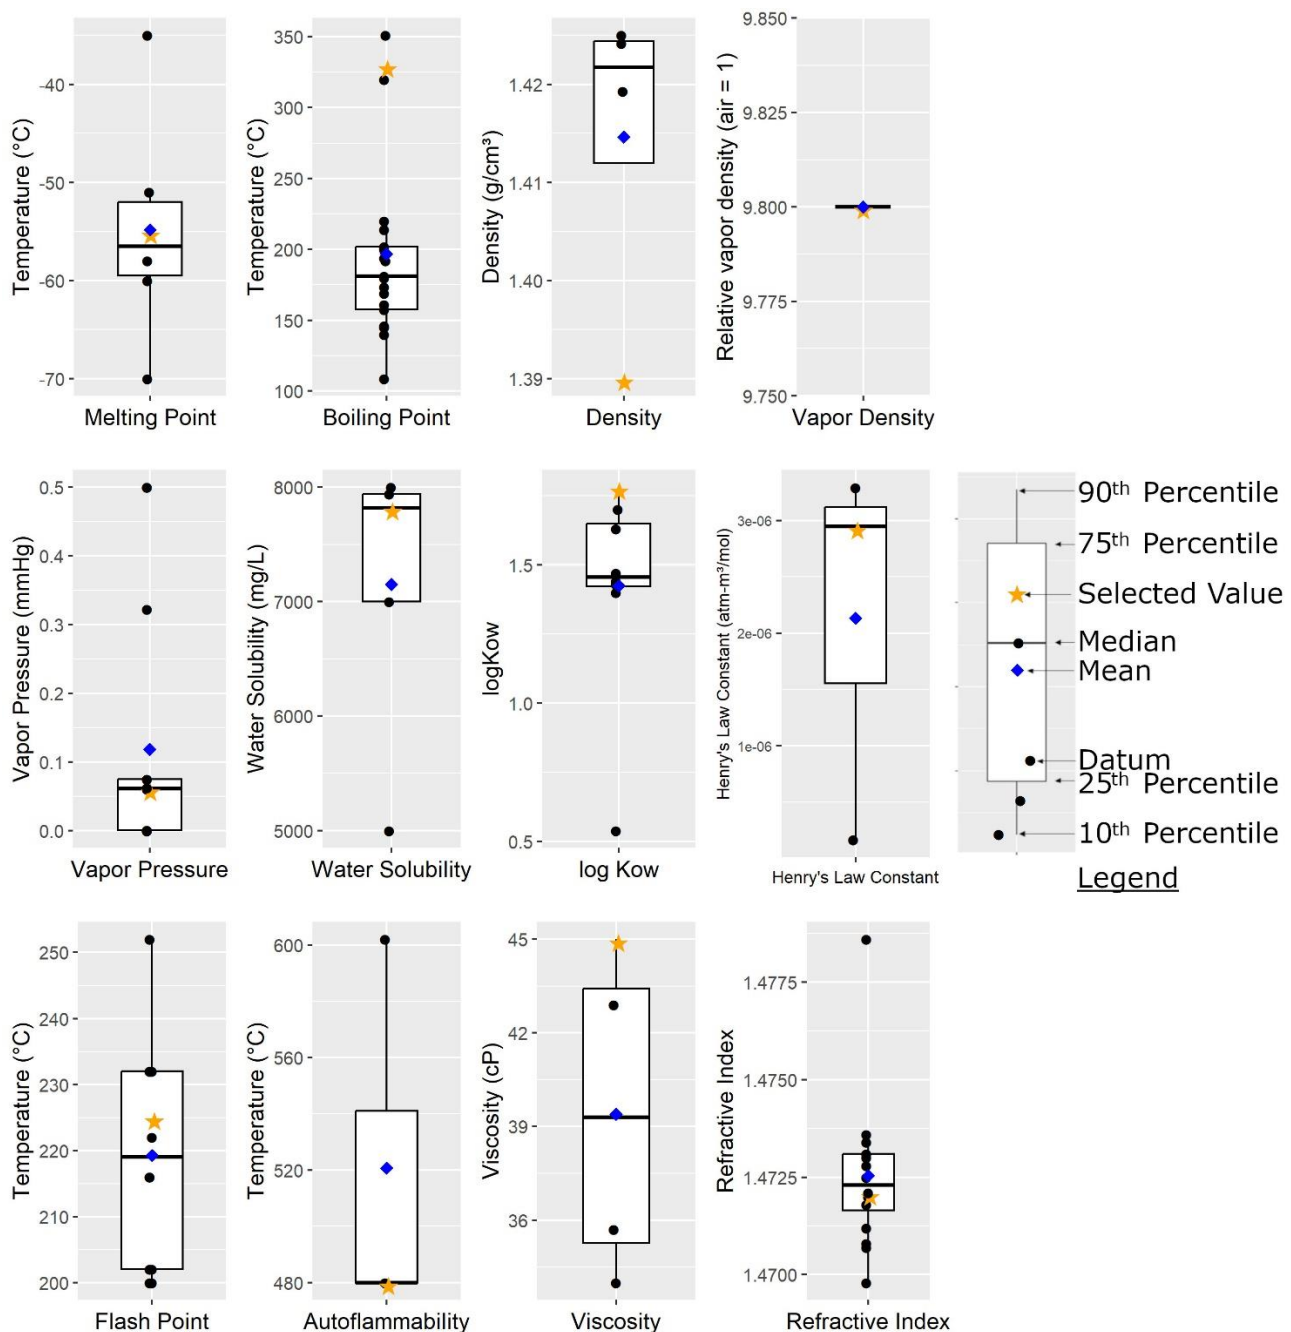 Temperature (°C)
-40
-50
-60
-70
Melting Point
Temperature (°C)
350
300
250
200
150
100
Boiling Point
Density (g/cm³)
1.42
1.41
1.40
1.39
Density
Relative vapor density (air = 1)
9.850
9.825
9.800
9.775
9.750
Vapor Density
Vapor Pressure (mmHg)
0.5
0.4
0.3
0.2
0.1
0.0
Vapor Pressure
Water Solubility (mg/L)
8000
7000
6000
5000
Water Solubility
logKow
1.5
1.0
0.5
log Kow
Henry's Law Constant (atm-m³/mol)
3e-06
2e-06
1e-06
Henry's Law Constant
90th Percentile
75th Percentile
Selected Value
Median
Mean
Datum
25th Percentile
10th Percentile
Legend
Temperature (°C)
250
240
230
220
210
200
Flash Point
Temperature (°C)
600
560
520
480
Autoflammability
Viscosity (cP)
45
42
39
36
Viscosity
Refractive Index
1.4775
1.4750
1.4725
1.4700
Refractive Index